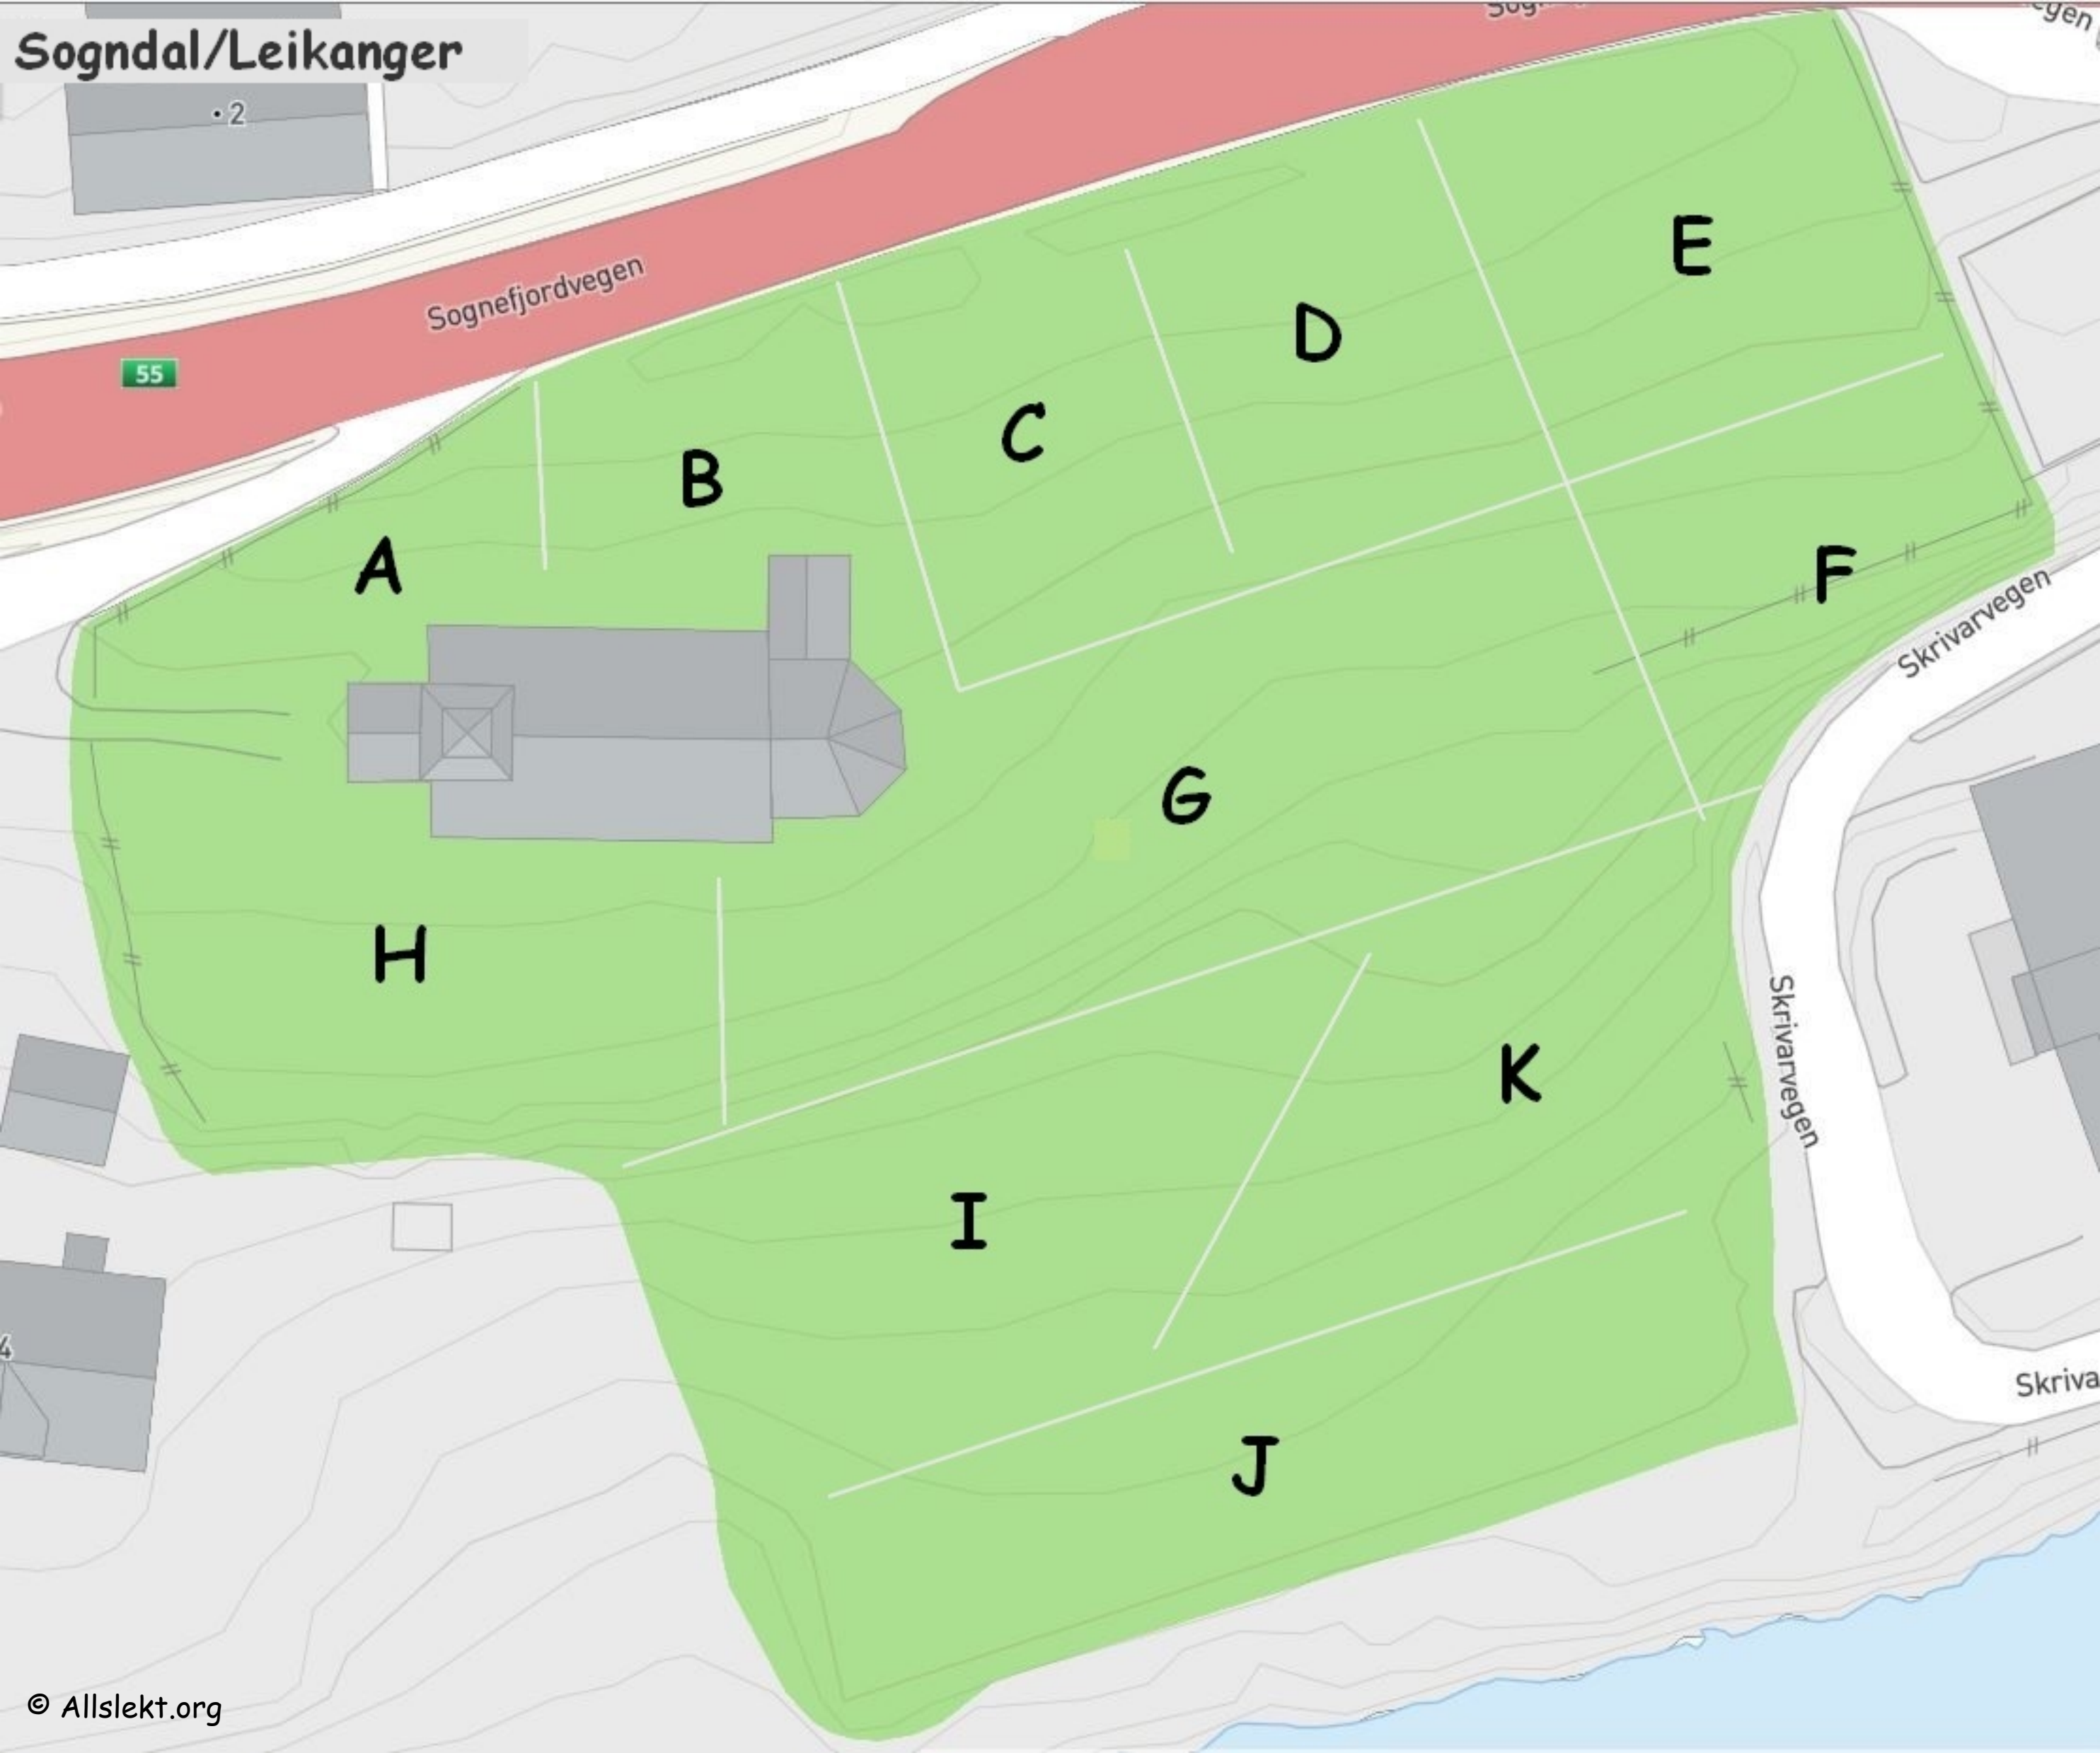 Sogndal/Leikanger
2
Sognefjordvegen
55
A
B
C
D
E
F
G
H
I
J
K
Skrivarvegen
Skrivarvegen
Skriva
4
© Allslekt.org